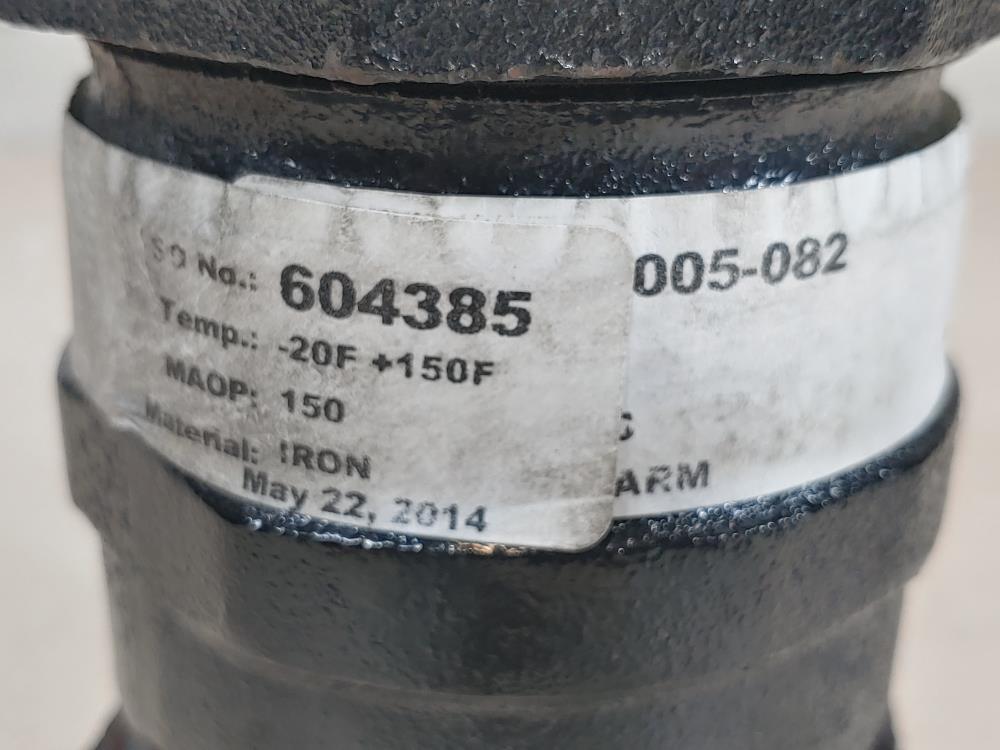 SO No.: 604385
Temp.: -20F +150F
MAOP: 150
Material: IRON
May 22, 2014
005-082
S
ARM